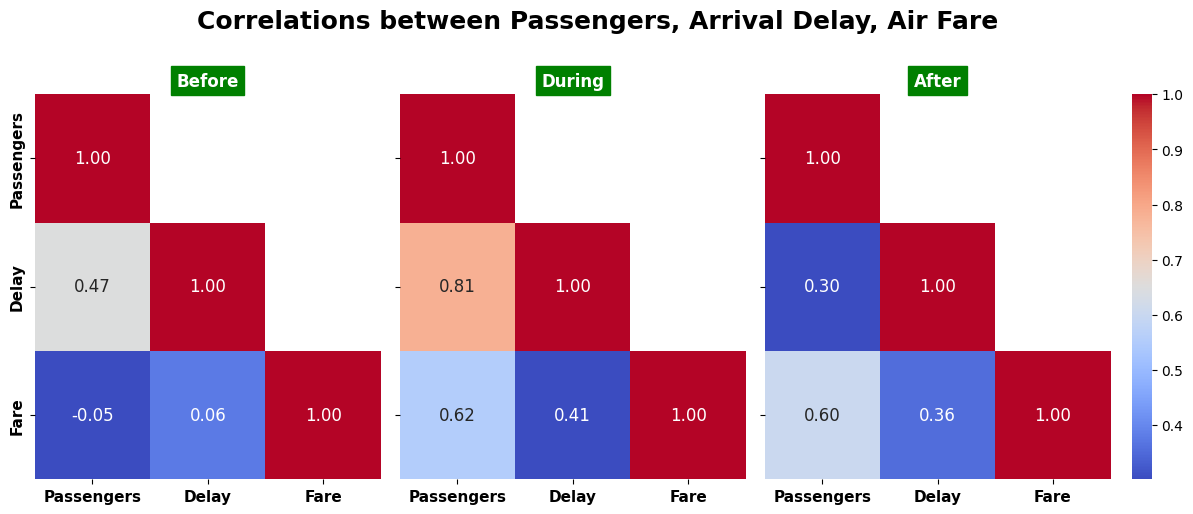 Correlations between Passengers, Arrival Delay, Air Fare
Before During After
Passengers 1.00 1.00 1.00 1.0
0.9
0.8
0.7
Delay 0.47 1.00 0.81 1.00 0.30 1.00
0.6
0.5
Fare -0.05 0.06 1.00 0.62 0.41 1.00 0.60 0.36 1.00
0.4
Passengers Delay Fare Passengers Delay Fare Passengers Delay Fare